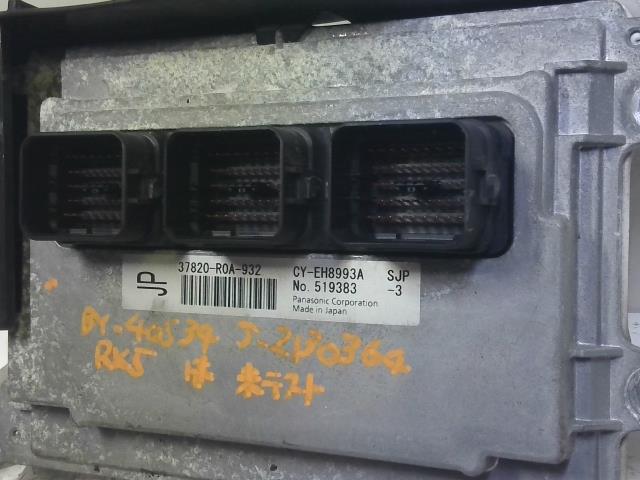 JP
37820-R0A-932 CY-EH8993A SJP
No. 519383 -3
Panasonic Corporation
Made in Japan
RK5 未テスト